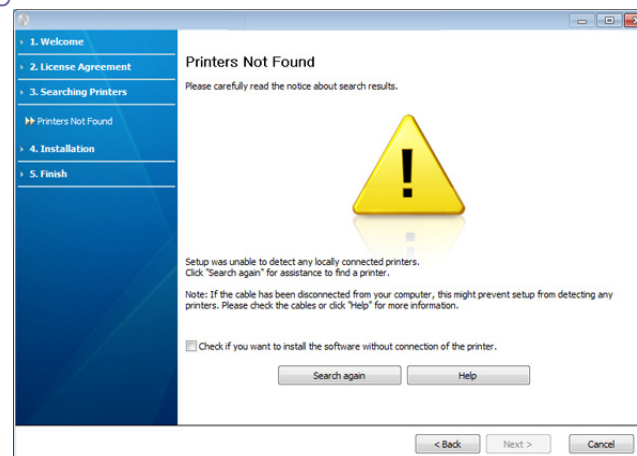 1. Welcome
2. License Agreement
3. Searching Printers
Printers Not Found
4. Installation
5. Finish
Printers Not Found
Please carefully read the notice about search results.
Setup was unable to detect any locally connected printers.
Click "Search again" for assistance to find a printer.
Note: If the cable has been disconnected from your computer, this might prevent setup from detecting any
printers. Please check the cables or click "Help" for more information.
Check if you want to install the software without connection of the printer.
Search again
Help
< Back
Next >
Cancel